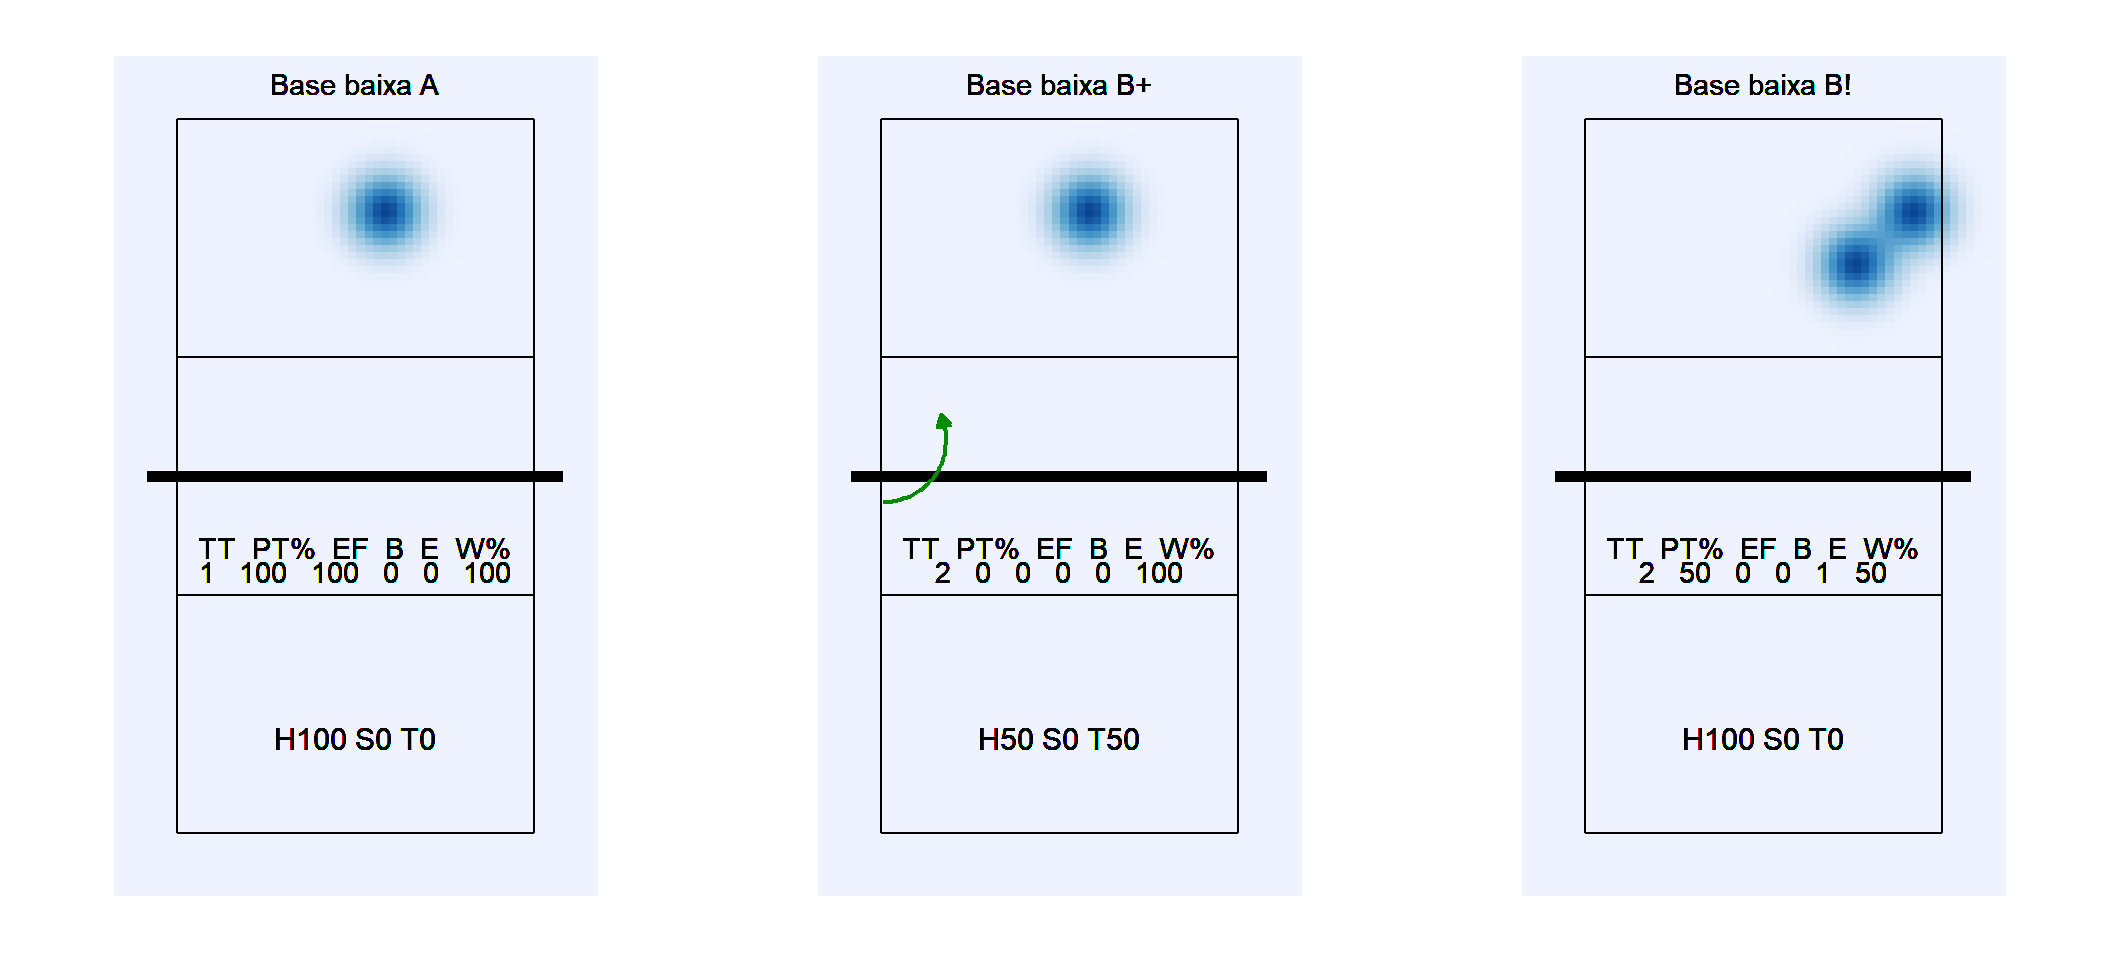 Base baixa A
TT PT% EF B E W%
1 100 100 0 0 100
H100 S0 T0
Base baixa B+
TT PT% EF B E W%
2 0 0 0 0 100
H50 S0 T50
Base baixa B!
TT PT% EF B E W%
2 50 0 0 1 50
H100 S0 T0